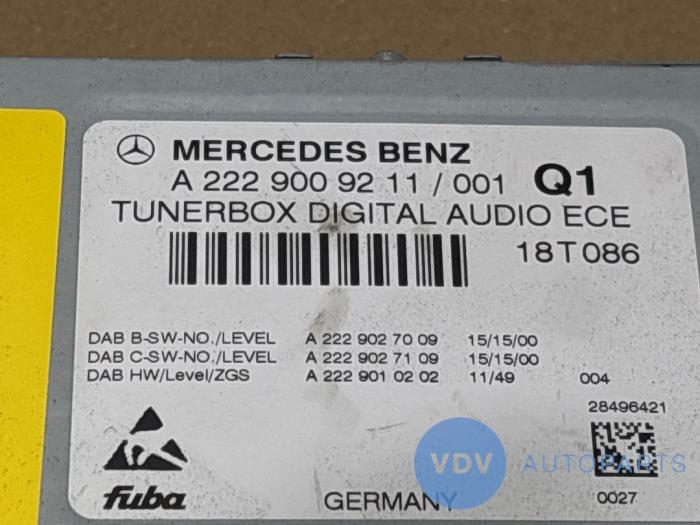 MERCEDES BENZ
A 222 900 92 11 / 001 Q1
TUNERBOX DIGITAL AUDIO ECE
18T086
DAB B-SW-NO./LEVEL A 222 902 70 09 15/15/00
DAB C-SW-NO./LEVEL A 222 902 71 09 15/15/00
DAB HW/Level/ZGS A 222 901 02 02 11/49 004
28496421
fuba GERMANY 0027
VDV AUTOPARTS